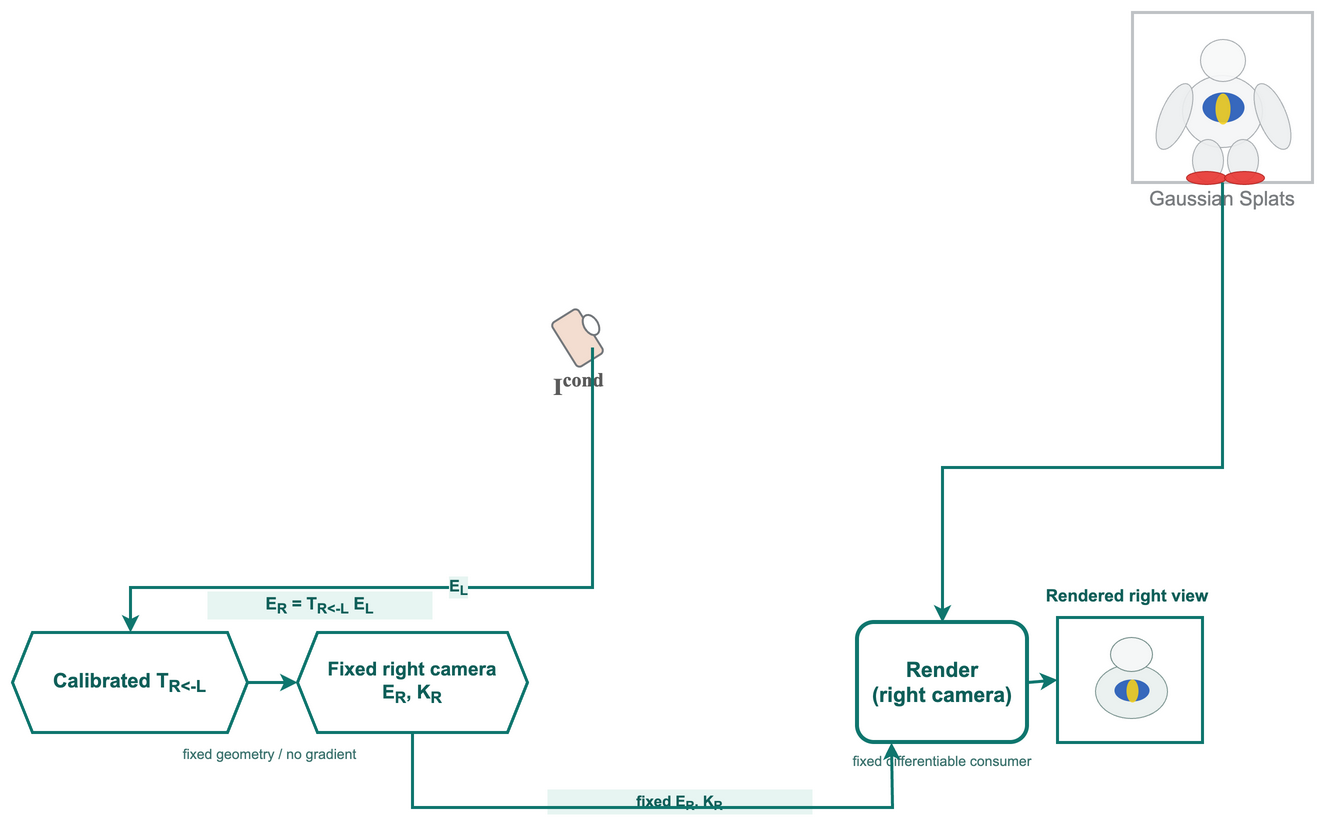 Gaussian Splats
Icond
EL
ER = TR<-L EL
Rendered right view
Calibrated TR<-L
Fixed right camera
ER, KR
Render
(right camera)
fixed geometry / no gradient
fixed differentiable consumer
fixed ER, KR